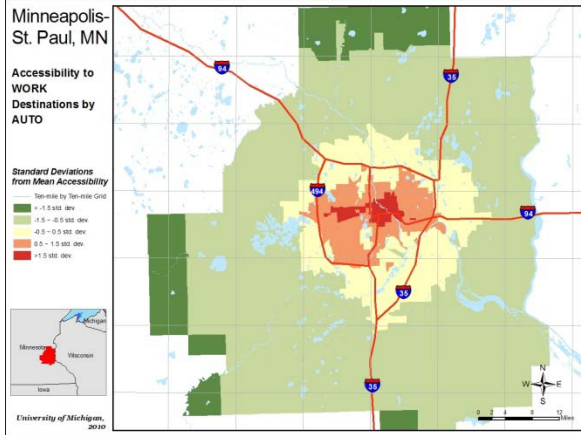 Minneapolis-
St. Paul, MN
Accessibility to
WORK
Destinations by
AUTO
Standard Deviations
from Mean Accessibility
Ten-mile by Ten-mile Grid
< -1.5 std. dev.
-1.5 ~ -0.5 std. dev.
-0.5 ~ 0.5 std. dev.
0.5 ~ 1.5 std. dev.
>1.5 std. dev.
Michigan
Minnesota
Wisconsin
Iowa
University of Michigan,
2010
94
35
494
94
35
35
N
W E
S
0 2 4 8 12
Miles